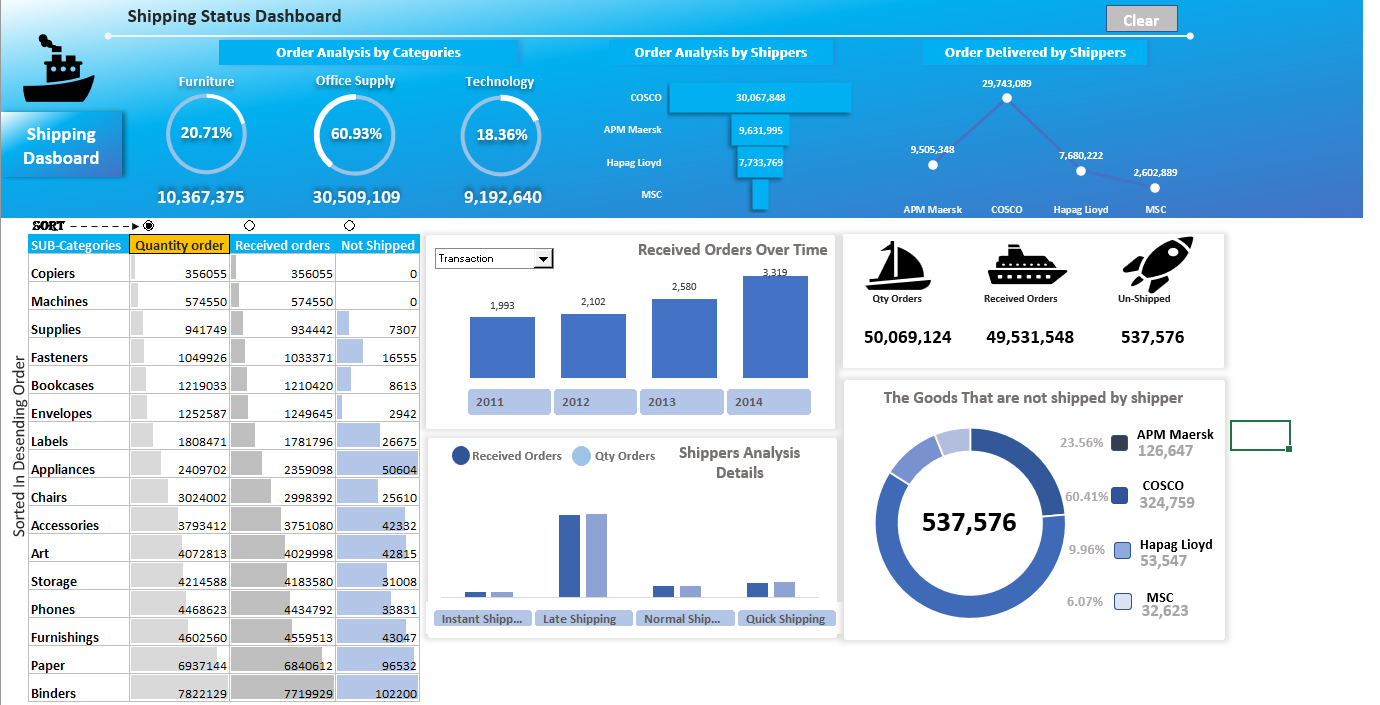 Shipping Status Dashboard
Clear
Shipping
Dasboard
Order Analysis by Categories
Furniture
Office Supply
Technology
20.71%
60.93%
18.36%
10,367,375
30,509,109
9,192,640
Order Analysis by Shippers
COSCO
30,067,848
APM Maersk
9,631,995
Hapag Lioyd
7,733,769
MSC
Order Delivered by Shippers
29,743,089
9,505,348
7,680,222
2,602,889
APM Maersk
COSCO
Hapag Lioyd
MSC
SORT
Sorted In Desending Order
SUB-Categories Quantity order Received orders Not Shipped
Copiers 356055 356055 0
Machines 574550 574550 0
Supplies 941749 934442 7307
Fasteners 1049926 1033371 16555
Bookcases 1219033 1210420 8613
Envelopes 1252587 1249645 2942
Labels 1808471 1781796 26675
Appliances 2409702 2359098 50604
Chairs 3024002 2998392 25610
Accessories 3793412 3751080 42332
Art 4072813 4029998 42815
Storage 4214588 4183580 31008
Phones 4468623 4434792 33831
Furnishings 4602560 4559513 43047
Paper 6937144 6840612 96532
Binders 7822129 7719929 102200
Transaction
Received Orders Over Time
1,993
2,102
2,580
3,319
2011
2012
2013
2014
Received Orders
Qty Orders
Shippers Analysis
Details
Instant Shipp...
Late Shipping
Normal Ship...
Quick Shipping
Qty Orders
Received Orders
Un-Shipped
50,069,124
49,531,548
537,576
The Goods That are not shipped by shipper
537,576
23.56%
APM Maersk
126,647
60.41%
COSCO
324,759
9.96%
Hapag Lioyd
53,547
6.07%
MSC
32,623